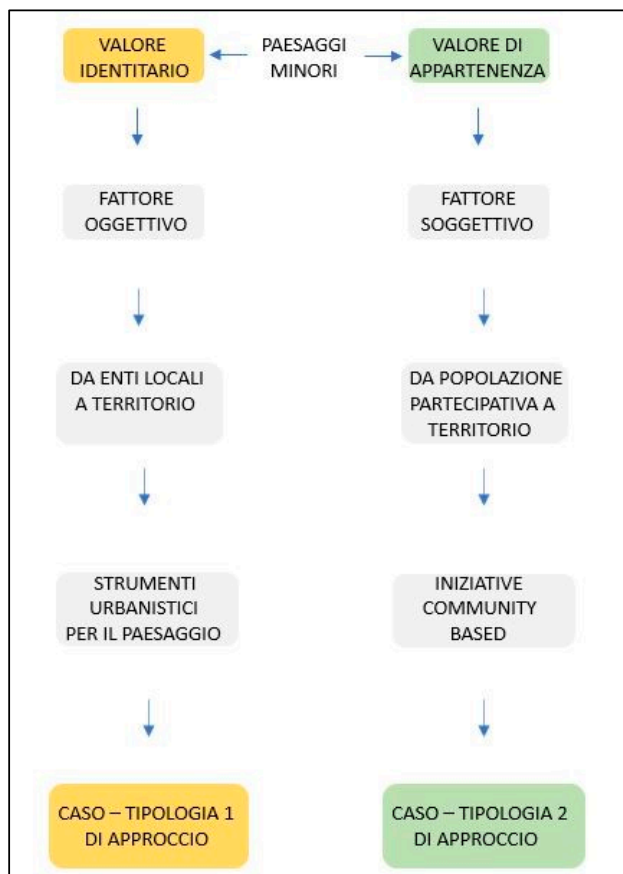 VALORE
IDENTITARIO
PAESAGGI
MINORI
VALORE DI
APPARTENENZA
FATTORE
OGGETTIVO
FATTORE
SOGGETTIVO
DA ENTI LOCALI
A TERRITORIO
DA POPOLAZIONE
PARTECIPATIVA A
TERRITORIO
STRUMENTI
URBANISTICI
PER IL PAESAGGIO
INIZIATIVE
COMMUNITY
BASED
CASO – TIPOLOGIA 1
DI APPROCCIO
CASO – TIPOLOGIA 2
DI APPROCCIO